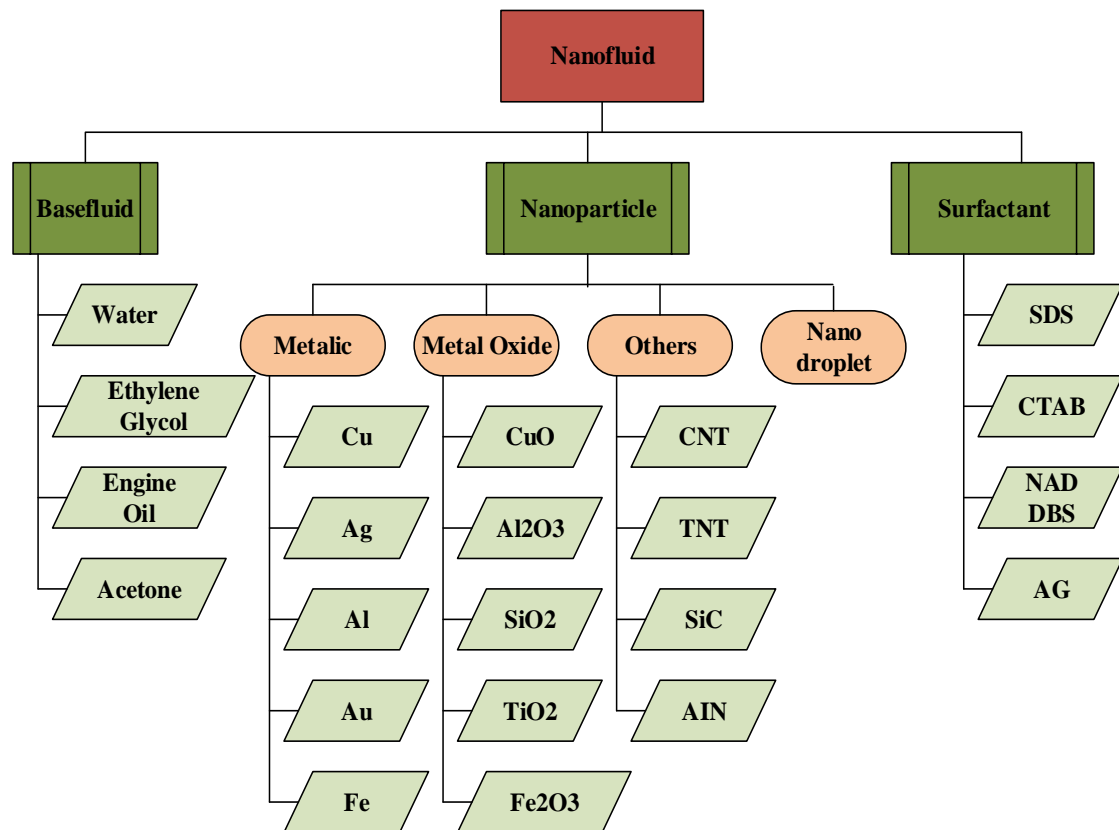 Nanofluid
Basefluid
Nanoparticle
Surfactant
Water
Ethylene
Glycol
Engine
Oil
Acetone
Metalic
Metal Oxide
Others
Nano
droplet
Cu
Ag
Al
Au
Fe
CuO
Al2O3
SiO2
TiO2
Fe2O3
CNT
TNT
SiC
AIN
SDS
CTAB
NAD
DBS
AG